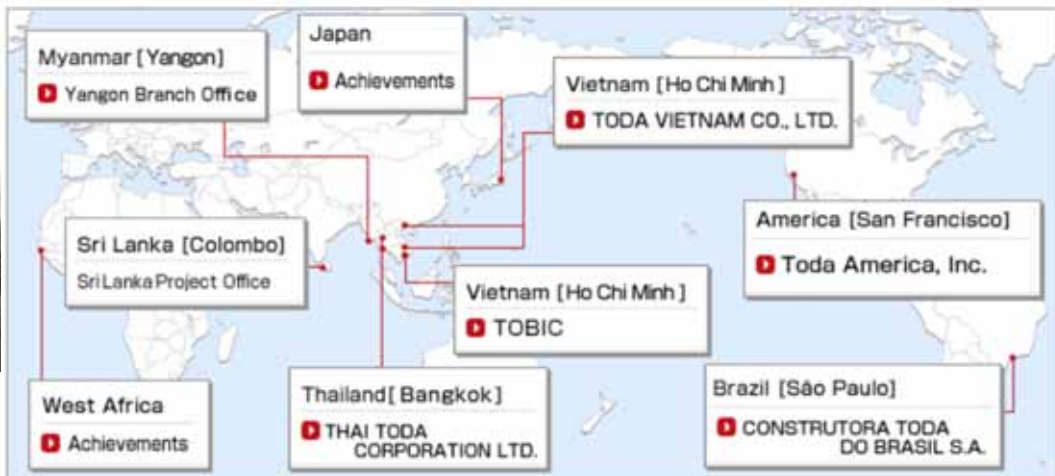 Myanmar [Yangon]
Yangon Branch Office
Japan
Achievements
Vietnam [Ho Chi Minh]
TODA VIETNAM CO., LTD.
Sri Lanka [Colombo]
Sri Lanka Project Office
America [San Francisco]
Toda America, Inc.
Vietnam [Ho Chi Minh]
TOBIC
West Africa
Achievements
Thailand [Bangkok]
THAI TODA
CORPORATION LTD.
Brazil [São Paulo]
CONSTRUTORA TODA
DO BRASIL S.A.